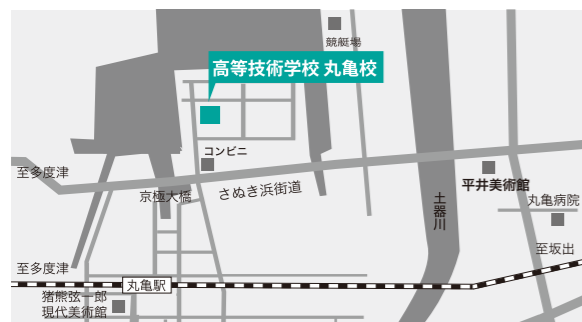 競艇場
高等技術学校 丸亀校
コンビニ
至多度津
京極大橋
さぬき浜街道
平井美術館
丸亀病院
土器川
至坂出
至多度津
丸亀駅
猪熊弦一郎
現代美術館